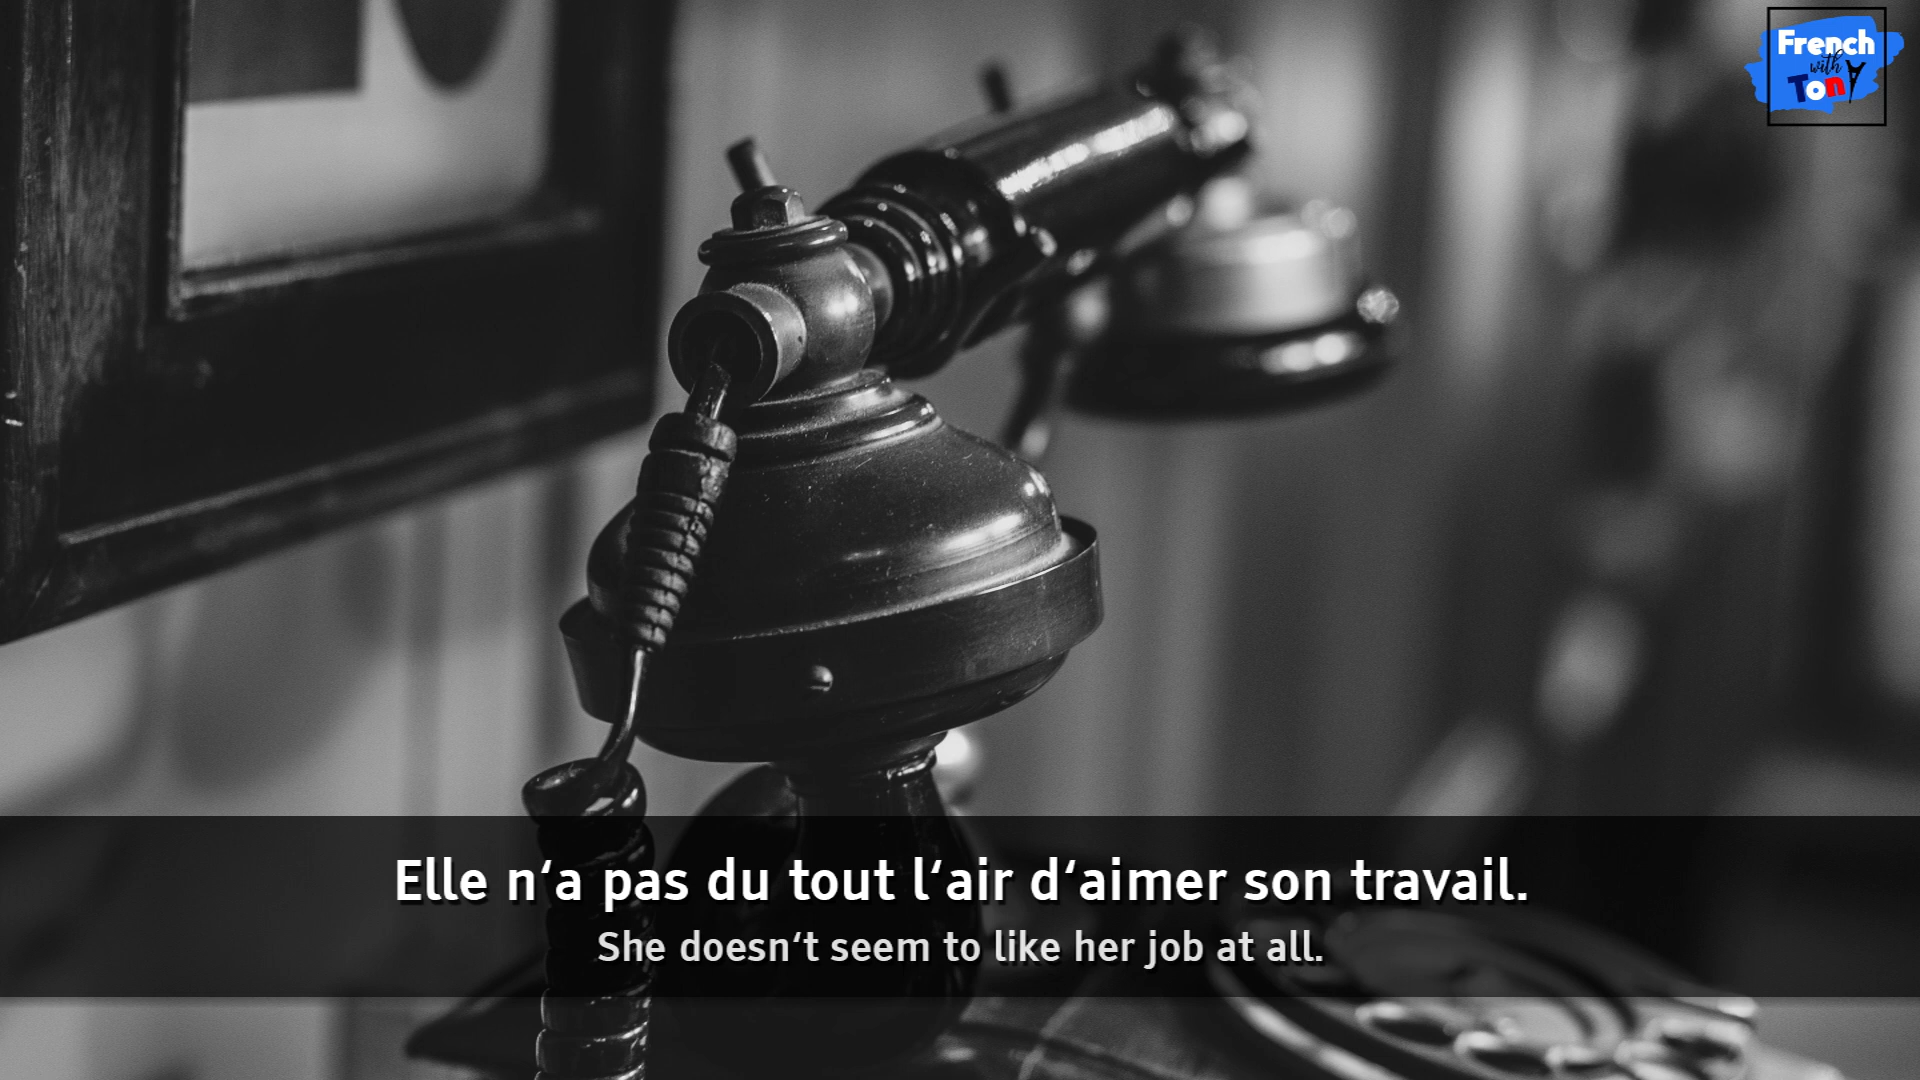 French
with
Tony
Elle n‘a pas du tout l‘air d‘aimer son travail.
She doesn‘t seem to like her job at all.